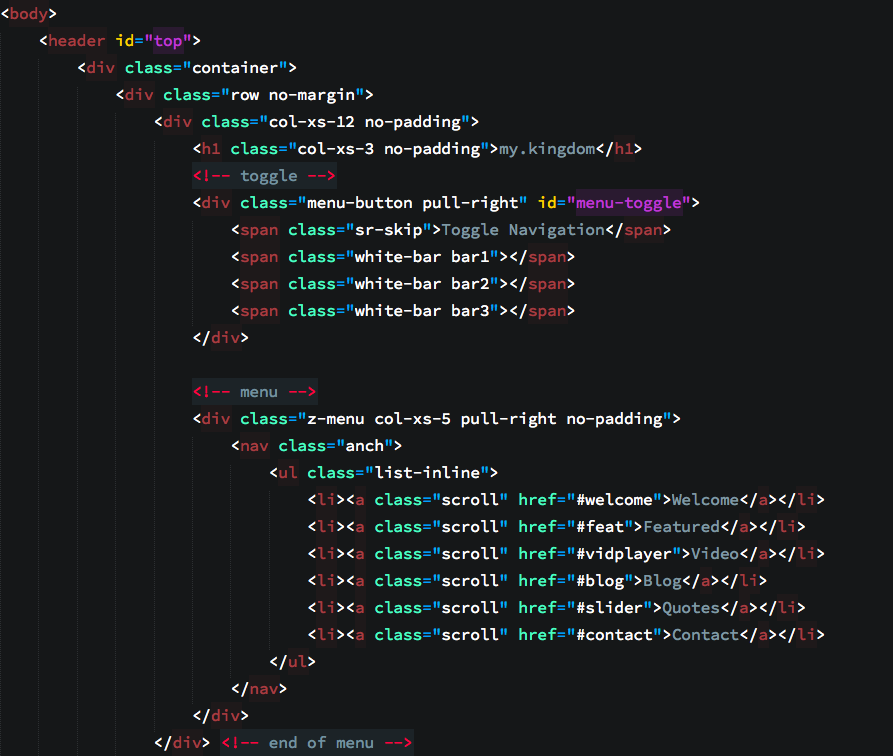 <body>
<header id="top">
<div class="container">
<div class="row no-margin">
<div class="col-xs-12 no-padding">
<h1 class="col-xs-3 no-padding">my.kingdom</h1>
<!-- toggle -->
<div class="menu-button pull-right" id="menu-toggle">
<span class="sr-skip">Toggle Navigation</span>
<span class="white-bar bar1"></span>
<span class="white-bar bar2"></span>
<span class="white-bar bar3"></span>
</div>
<!-- menu -->
<div class="z-menu col-xs-5 pull-right no-padding">
<nav class="anch">
<ul class="list-inline">
<li><a class="scroll" href="#welcome">Welcome</a></li>
<li><a class="scroll" href="#feat">Featured</a></li>
<li><a class="scroll" href="#vidplayer">Video</a></li>
<li><a class="scroll" href="#blog">Blog</a></li>
<li><a class="scroll" href="#slider">Quotes</a></li>
<li><a class="scroll" href="#contact">Contact</a></li>
</ul>
</nav>
</div>
</div> <!-- end of menu -->